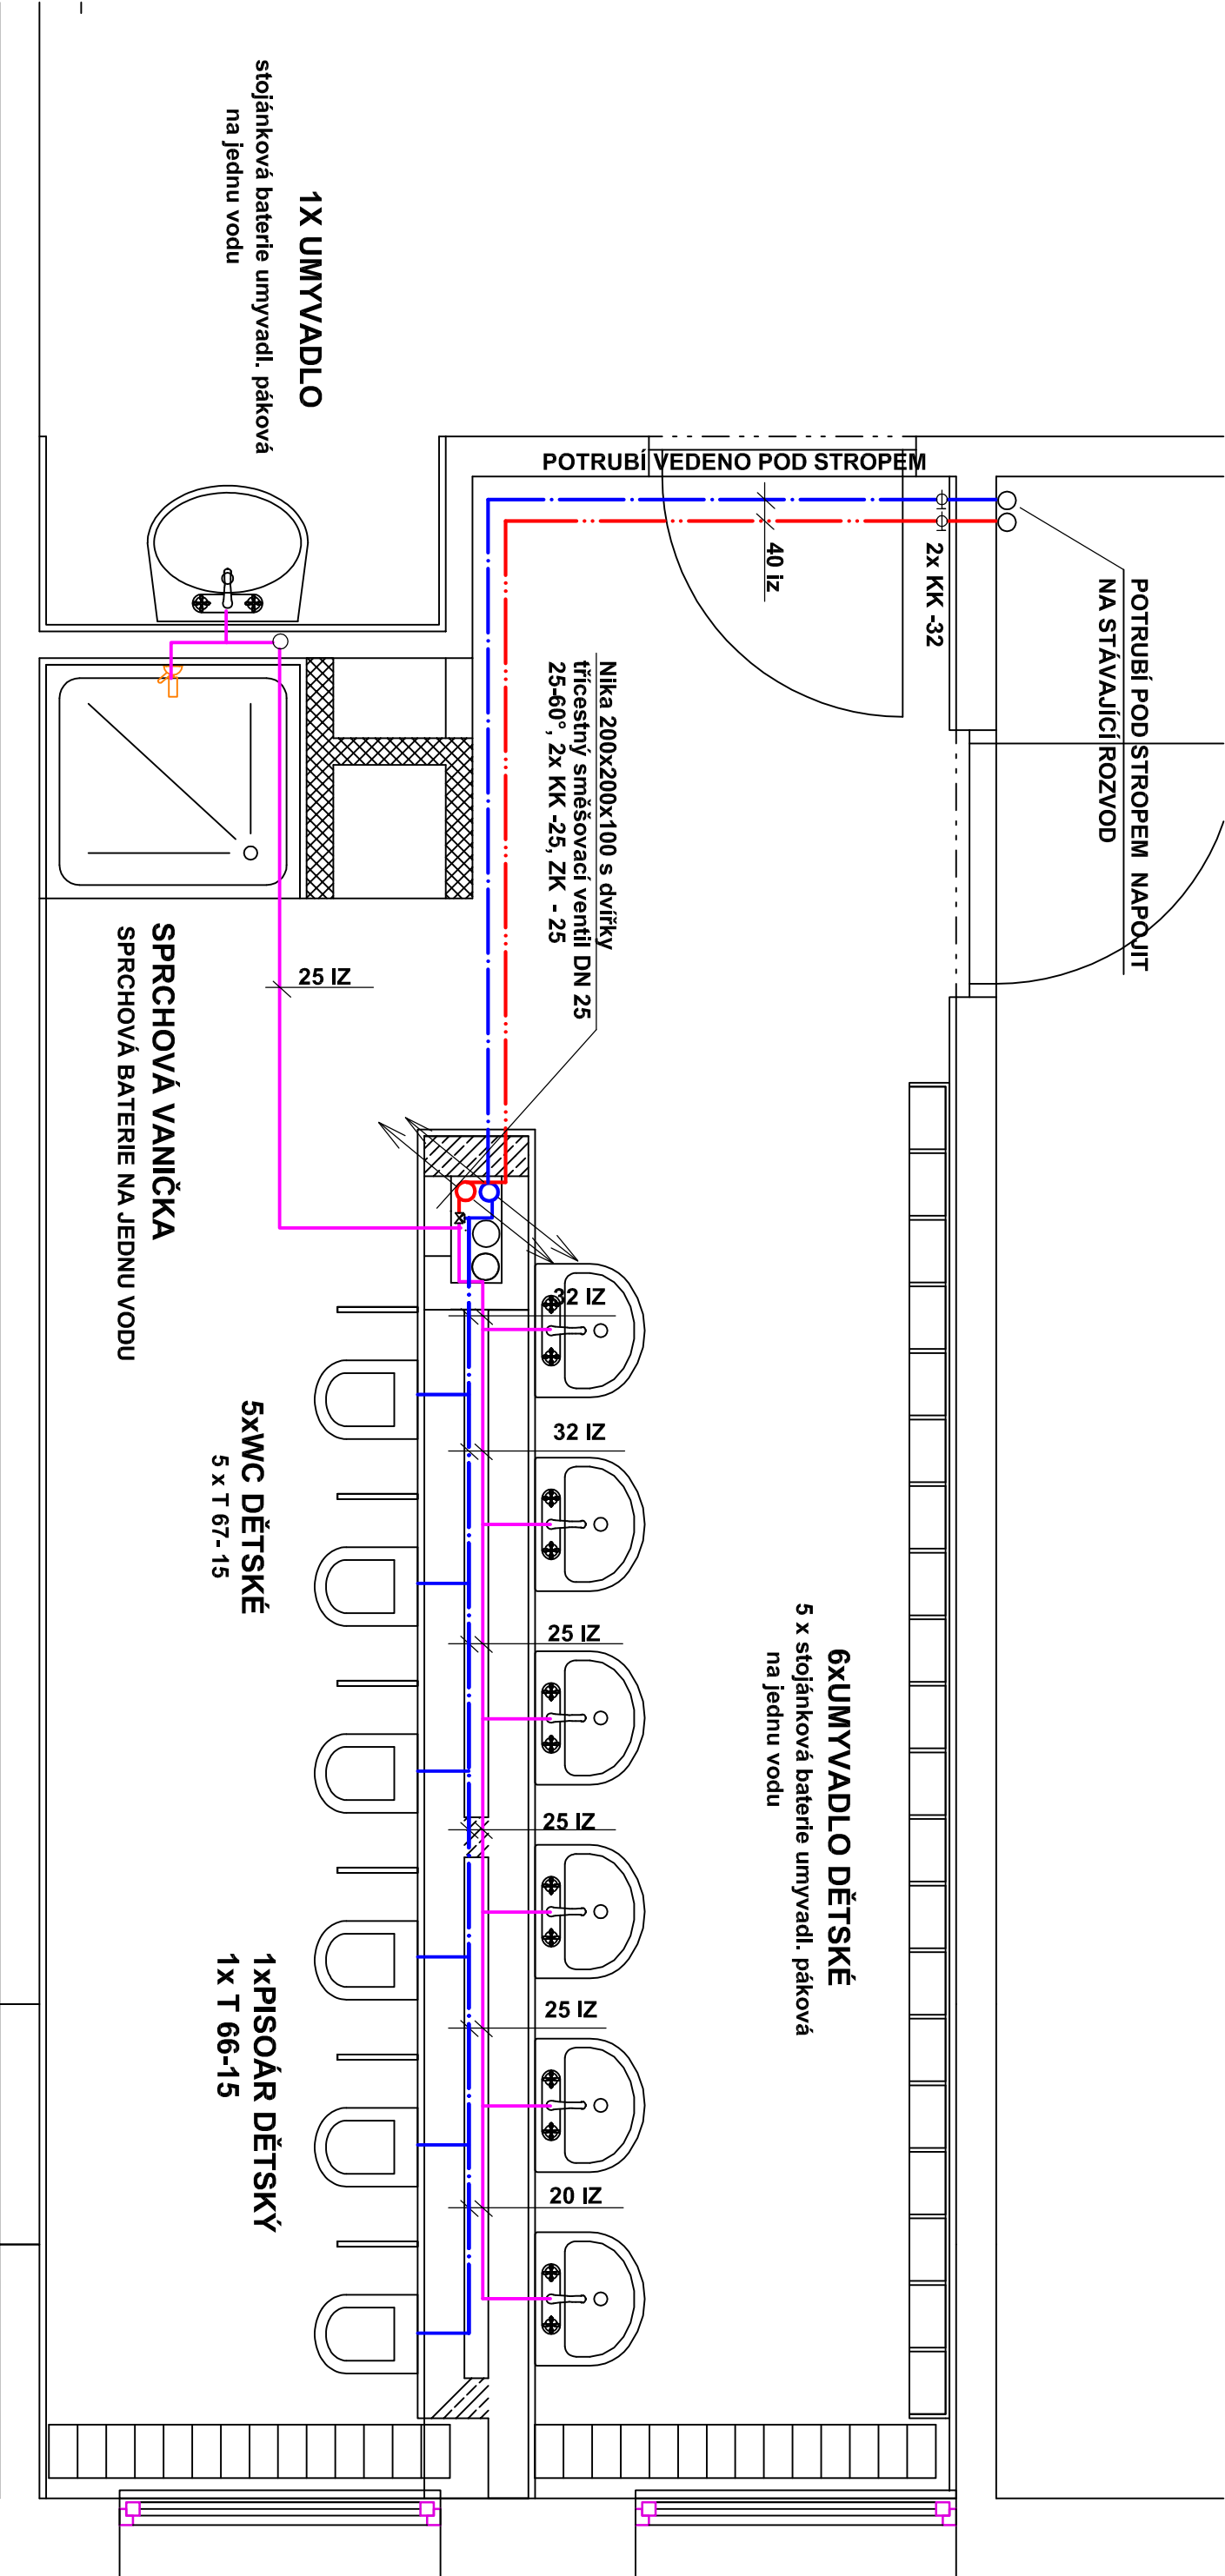 1X UMYVADLO
stojánková baterie umyvadl. páková
na jednu vodu
POTRUBÍ VEDENO POD STROPEM
40 iz
2x KK -32
POTRUBÍ POD STROPEM NAPOJIT
NA STÁVAJÍCÍ ROZVOD
Nika 200x200x100 s dvířky
třícestný směšovací ventil DN 25
25-60°, 2x KK -25, ZK - 25
25 IZ
SPRCHOVÁ VANIČKA
SPRCHOVÁ BATERIE NA JEDNU VODU
32 IZ
32 IZ
25 IZ
25 IZ
25 IZ
20 IZ
5xWC DĚTSKÉ
5 x T 67- 15
6xUMYVADLO DĚTSKÉ
5 x stojánková baterie umyvadl. páková
na jednu vodu
1xPISOÁR DĚTSKÝ
1x T 66-15